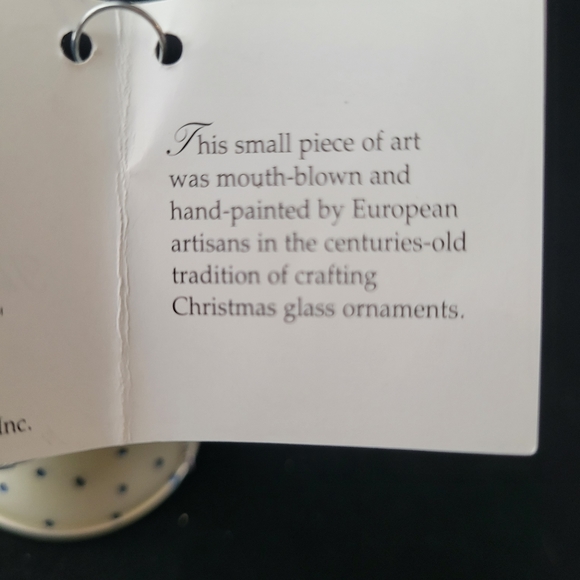 This small piece of art
was mouth-blown and
hand-painted by European
artisans in the centuries-old
tradition of crafting
Christmas glass ornaments.
Inc.